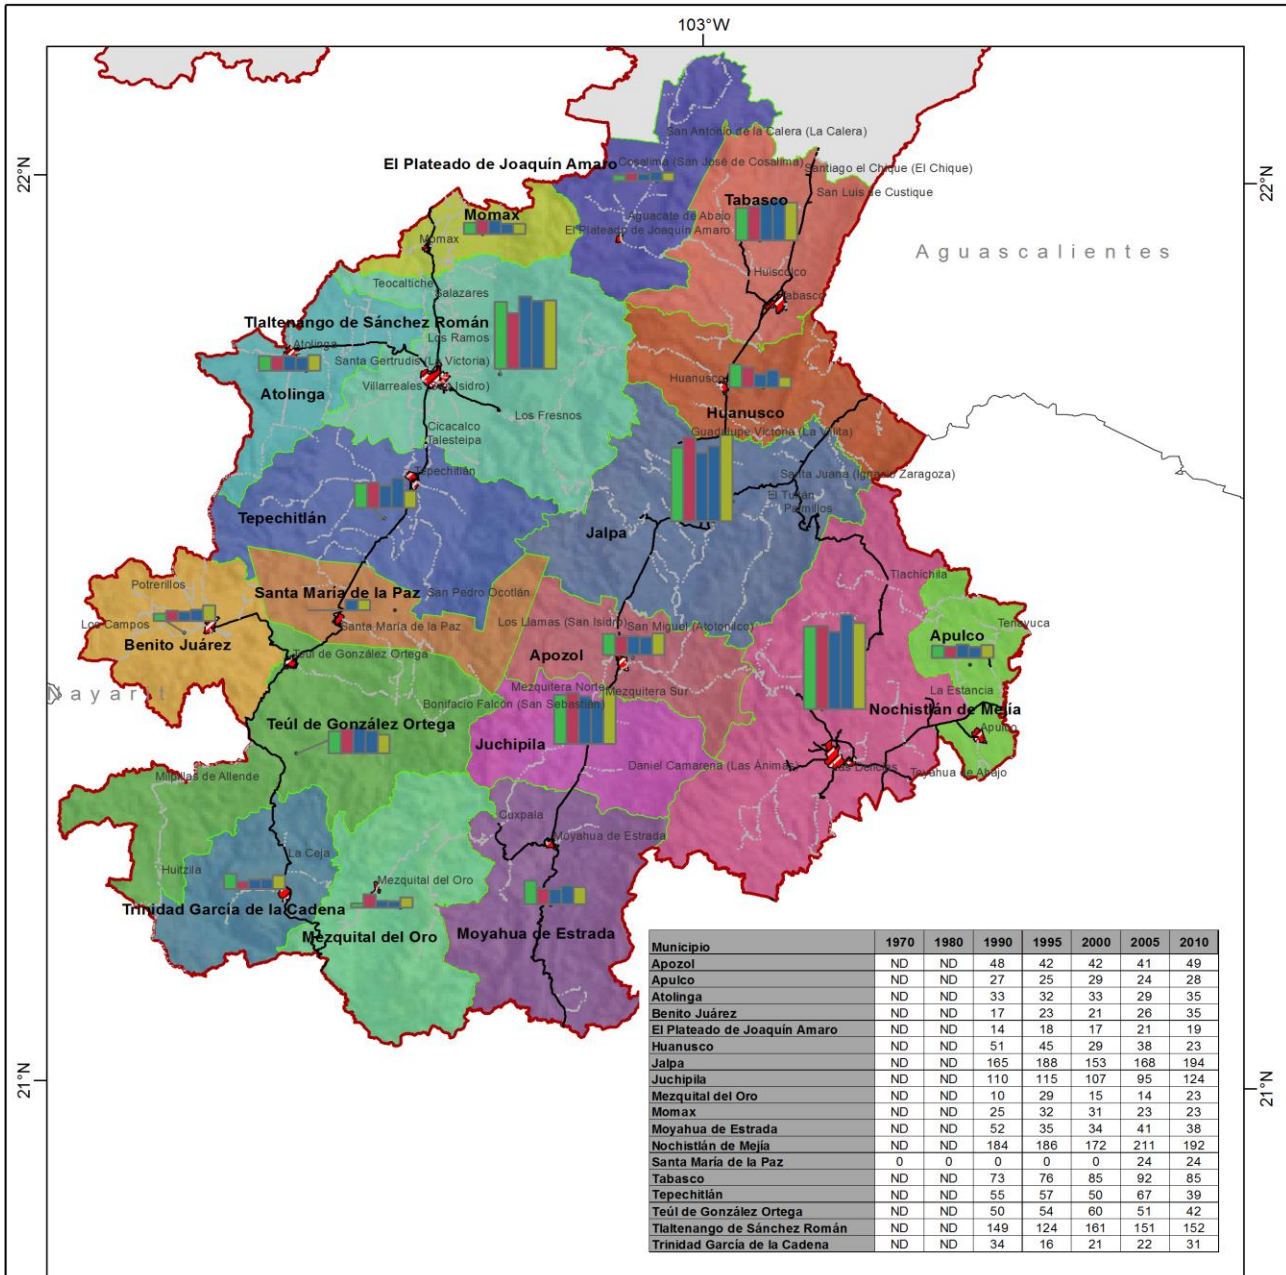 103°W
22°N
22°N
San Antonio de la Calera (La Calera)
El Plateado de Joaquín Amaro
Cosalima (San José de Cosalima)
Santiago el Chique (El Chique)
San Luis de Custique
Tabasco
Momax
Aguacate de Abajo
El Plateado de Joaquín Amaro
Momax
Aguascalientes
Teocaltiche
Salazares
Huiscolco
Tabasco
Tlaltenango de Sánchez Román
Los Ramos
Atolinga
Santa Gertrudis (La Victoria)
Villarreales (San Isidro)
Huanusco
Atolinga
Huanusco
Los Fresnos
Cicacalco
Talesteipa
Guadalupe Victoria (La Villita)
Tepechitlán
Santa Juana (Ignacio Zaragoza)
El Tuitán
Palmillos
Tepechitlán
Jalpa
Tlachichila
Potrerillos
Santa María de la Paz
San Pedro Ocotlán
Los Campos
Santa María de la Paz
Los Llamas (San Isidro)
San Miguel (Atotonilco)
Tenayuca
Benito Juárez
Apulco
Apozol
Teúl de González Ortega
Nayarit
Mezquitera Norte
Mezquitera Sur
La Estancia
Bonifacio Falcón (San Sebastián)
Nochistlán de Mejía
Teúl de González Ortega
Apulco
Juchipila
Daniel Camarena (Las Ánimas)
Las Delicias
Toyahua de Abajo
Milpillas de Allende
Cuxpala
Moyahua de Estrada
La Ceja
Huitzila
Mezquital del Oro
Trinidad García de la Cadena
Mezquital del Oro
Moyahua de Estrada
21°N
21°N
Municipio 1970 1980 1990 1995 2000 2005 2010
Apozol ND ND 48 42 42 41 49
Apulco ND ND 27 25 29 24 28
Atolinga ND ND 33 32 33 29 35
Benito Juárez ND ND 17 23 21 26 35
El Plateado de Joaquín Amaro ND ND 14 18 17 21 19
Huanusco ND ND 51 45 29 38 23
Jalpa ND ND 165 188 153 168 194
Juchipila ND ND 110 115 107 95 124
Mezquital del Oro ND ND 10 29 15 14 23
Momax ND ND 25 32 31 23 23
Moyahua de Estrada ND ND 52 35 34 41 38
Nochistlán de Mejía ND ND 184 186 172 211 192
Santa María de la Paz 0 0 0 0 0 24 24
Tabasco ND ND 73 76 85 92 85
Tepechitlán ND ND 55 57 50 67 39
Teúl de González Ortega ND ND 50 54 60 51 42
Tlaltenango de Sánchez Román ND ND 149 124 161 151 152
Trinidad García de la Cadena ND ND 34 16 21 22 31